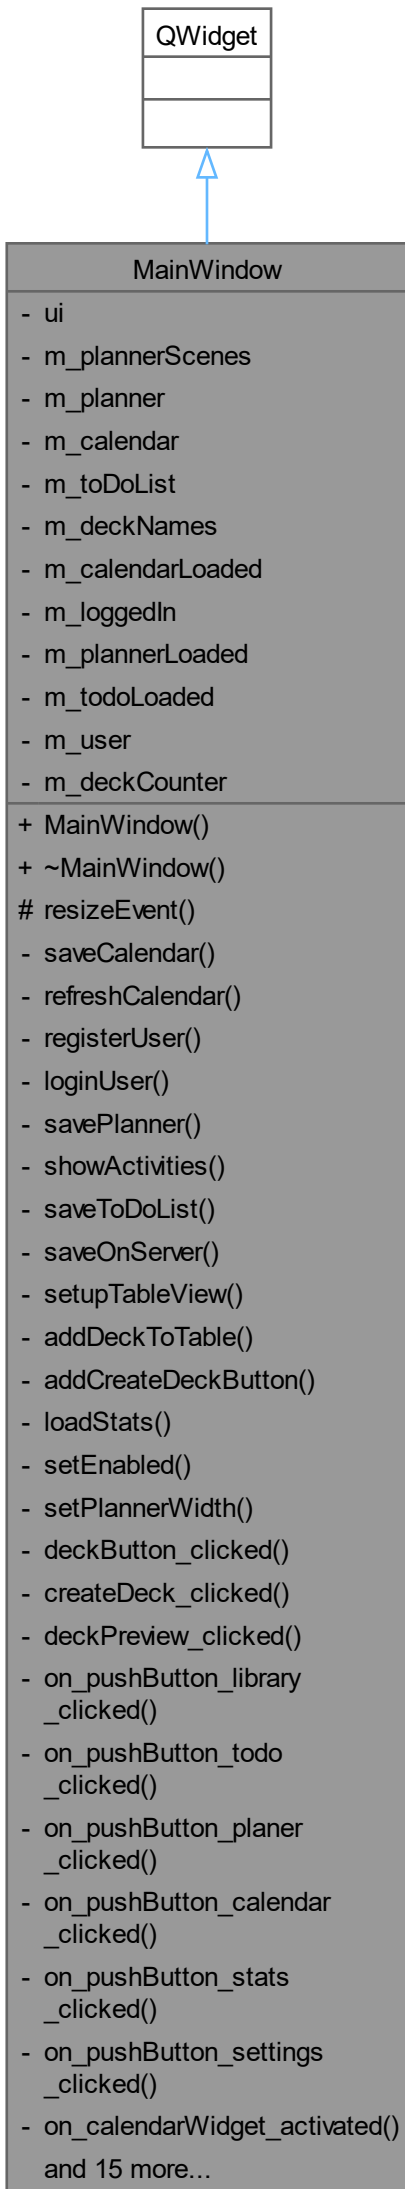 QWidget
MainWindow
- ui
- m_plannerScenes
- m_planner
- m_calendar
- m_toDoList
- m_deckNames
- m_calendarLoaded
- m_loggedIn
- m_plannerLoaded
- m_todoLoaded
- m_user
- m_deckCounter
+ MainWindow()
+ ~MainWindow()
# resizeEvent()
- saveCalendar()
- refreshCalendar()
- registerUser()
- loginUser()
- savePlanner()
- showActivities()
- saveToDoList()
- saveOnServer()
- setupTableView()
- addDeckToTable()
- addCreateDeckButton()
- loadStats()
- setEnabled()
- setPlannerWidth()
- deckButton_clicked()
- createDeck_clicked()
- deckPreview_clicked()
- on_pushButton_library
_clicked()
- on_pushButton_todo
_clicked()
- on_pushButton_planer
_clicked()
- on_pushButton_calendar
_clicked()
- on_pushButton_stats
_clicked()
- on_pushButton_settings
_clicked()
- on_calendarWidget_activated()
and 15 more...